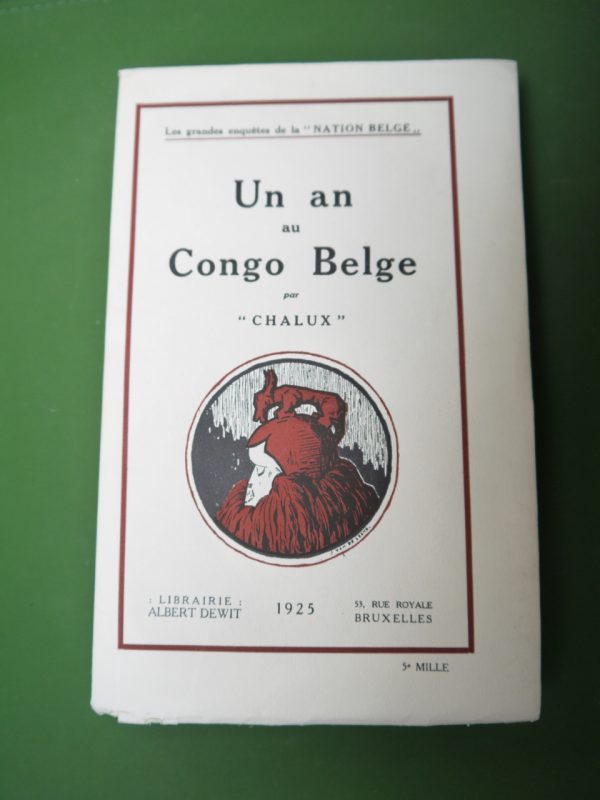 Les grandes enquêtes de la "NATION BELGE„
Un an
au
Congo Belge
par
"CHALUX"
: LIBRAIRIE :
ALBERT DEWIT
1925
53, RUE ROYALE
BRUXELLES
5e MILLE